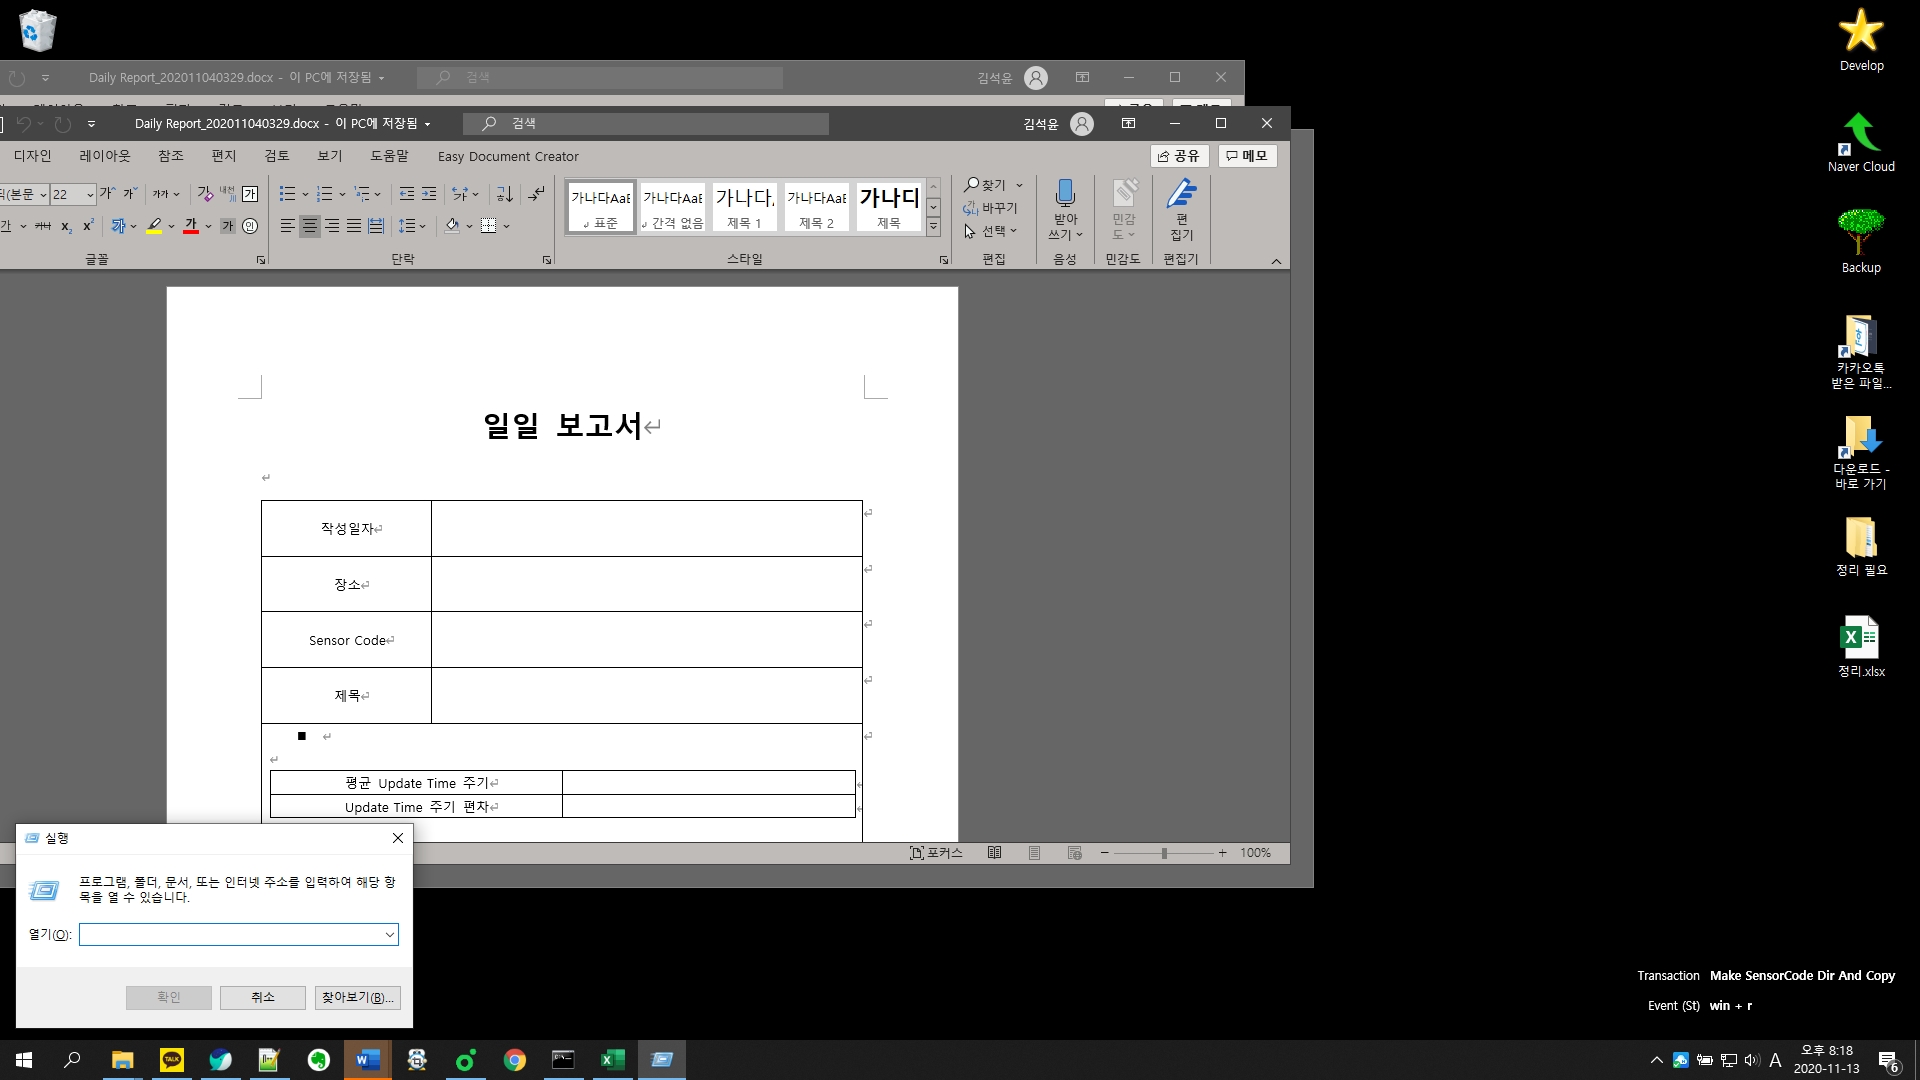 Daily Report_202011040329.docx - 이 PC에 저장됨
검색
김석윤
Daily Report_202011040329.docx - 이 PC에 저장됨
검색
김석윤
디자인 레이아웃 참조 편지 검토 보기 도움말 Easy Document Creator
공유
메모
22
가나다AaB
표준
가나다AaB
간격 없음
가나다
제목 1
가나다AaB
제목 2
가나다
제목
찾기
바꾸기
선택
받아
쓰기
민감
도
편
집기
글꼴
단락
스타일
편집
음성
민감도
편집기
일일 보고서
작성일자
장소
Sensor Code
제목
평균 Update Time 주기
Update Time 주기 편차
포커스
100%
실행
프로그램, 폴더, 문서, 또는 인터넷 주소를 입력하여 해당 항
목을 열 수 있습니다.
열기(O):
확인
취소
찾아보기(B)...
Develop
Naver Cloud
Backup
카카오톡
받은 파일...
다운로드 -
바로 가기
정리 필요
정리.xlsx
Transaction Make SensorCode Dir And Copy
Event (St) win + r
TALK
A
오후 8:18
2020-11-13
6